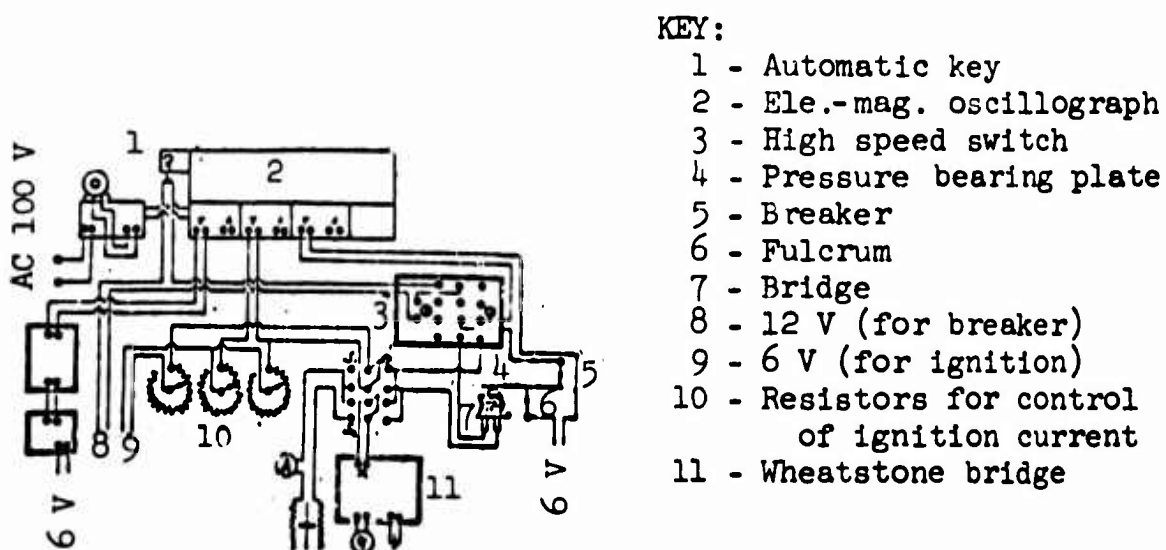 KEY:
1 - Automatic key
2 - Ele.-mag. oscillograph
3 - High speed switch
4 - Pressure bearing plate
5 - Breaker
6 - Fulcrum
7 - Bridge
8 - 12 V (for breaker)
9 - 6 V (for ignition)
10 - Resistors for control
of ignition current
11 - Wheatstone bridge
1
2
AC 100 V
3
4
5
6
7
8
9
10
11
6 V
6 V